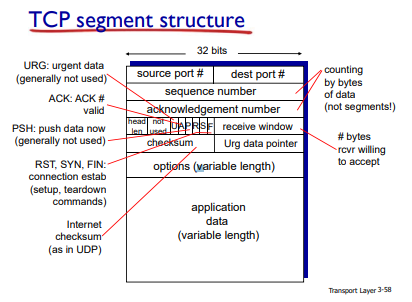 TCP segment structure
32 bits
URG: urgent data
(generally not used)
ACK: ACK #
valid
PSH: push data now
(generally not used)
RST, SYN, FIN:
connection estab
(setup, teardown
commands)
Internet
checksum
(as in UDP)
source port #
dest port #
sequence number
acknowledgement number
head
len
not
used
U A P R S F
receive window
checksum
Urg data pointer
options (variable length)
application
data
(variable length)
counting
by bytes
of data
(not segments!)
# bytes
rcvr willing
to accept
Transport Layer 3-58